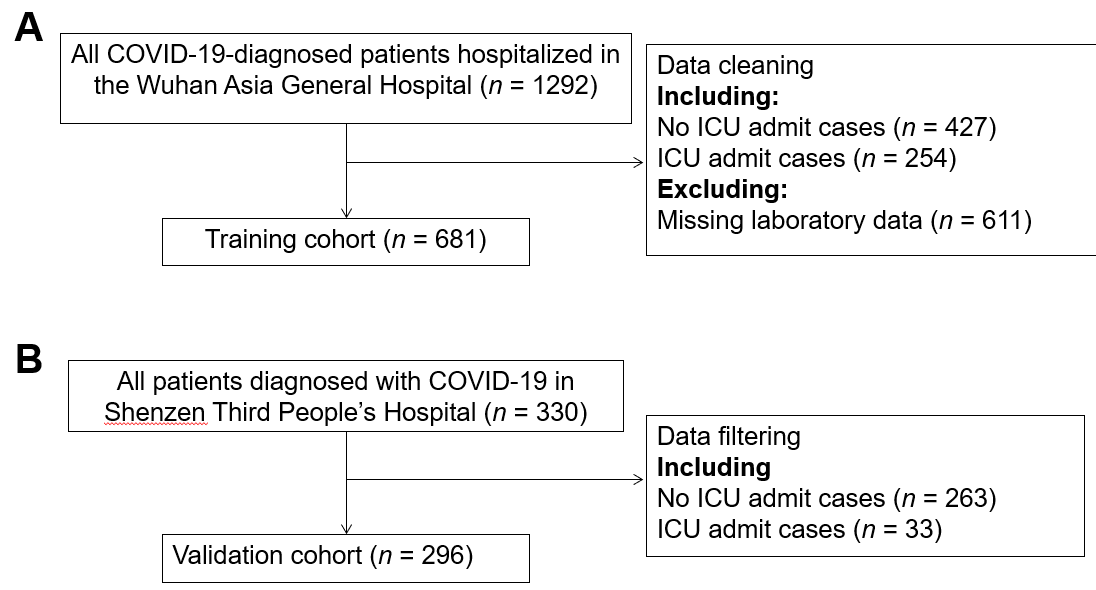 A
All COVID-19-diagnosed patients hospitalized in
the Wuhan Asia General Hospital (n = 1292)
Data cleaning
Including:
No ICU admit cases (n = 427)
ICU admit cases (n = 254)
Excluding:
Missing laboratory data (n = 611)
Training cohort (n = 681)
B
All patients diagnosed with COVID-19 in
Shenzen Third People’s Hospital (n = 330)
Data filtering
Including
No ICU admit cases (n = 263)
ICU admit cases (n = 33)
Validation cohort (n = 296)